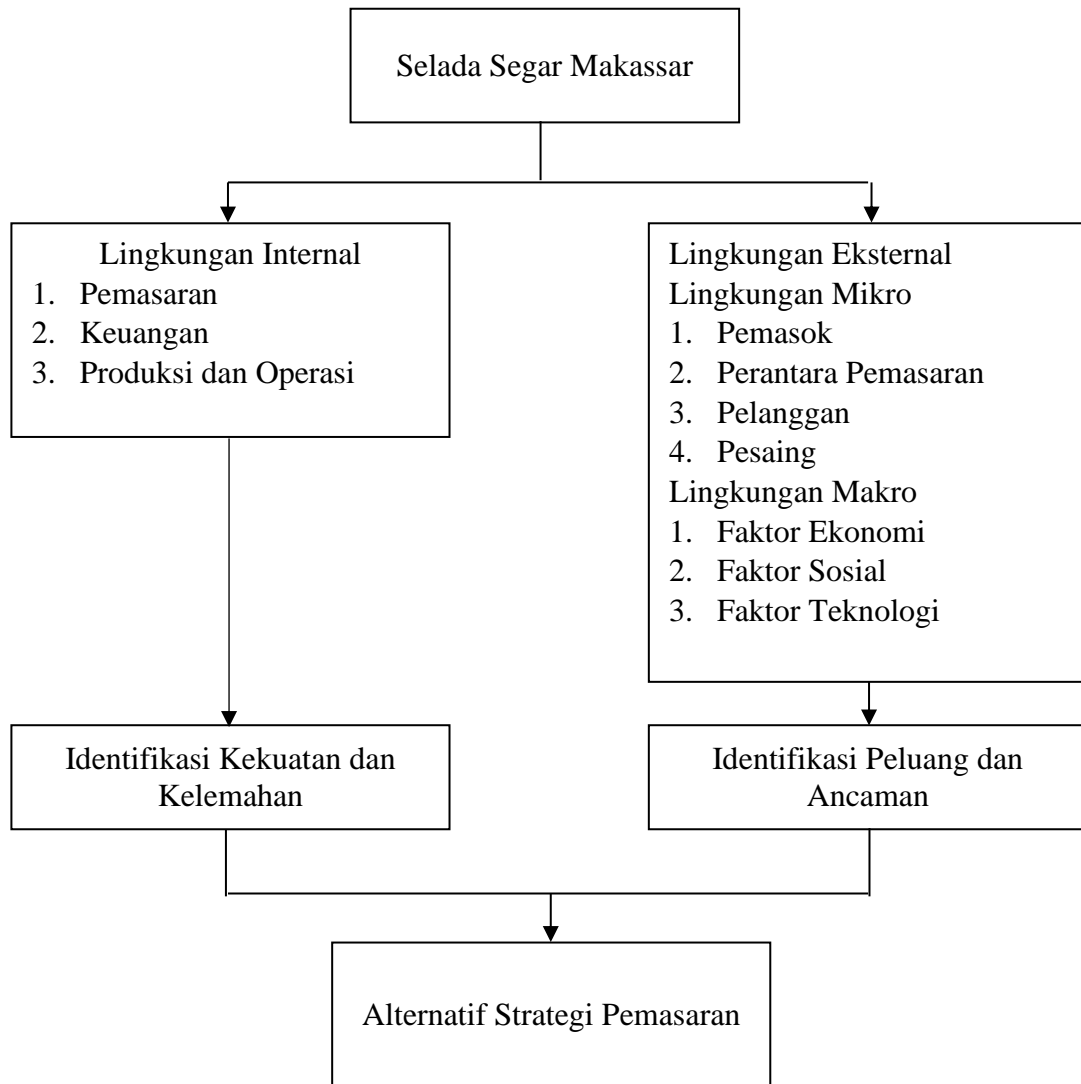 Selada Segar Makassar
Lingkungan Internal
1. Pemasaran
2. Keuangan
3. Produksi dan Operasi
Lingkungan Eksternal
Lingkungan Mikro
1. Pemasok
2. Perantara Pemasaran
3. Pelanggan
4. Pesaing
Lingkungan Makro
1. Faktor Ekonomi
2. Faktor Sosial
3. Faktor Teknologi
Identifikasi Kekuatan dan
Kelemahan
Identifikasi Peluang dan
Ancaman
Alternatif Strategi Pemasaran